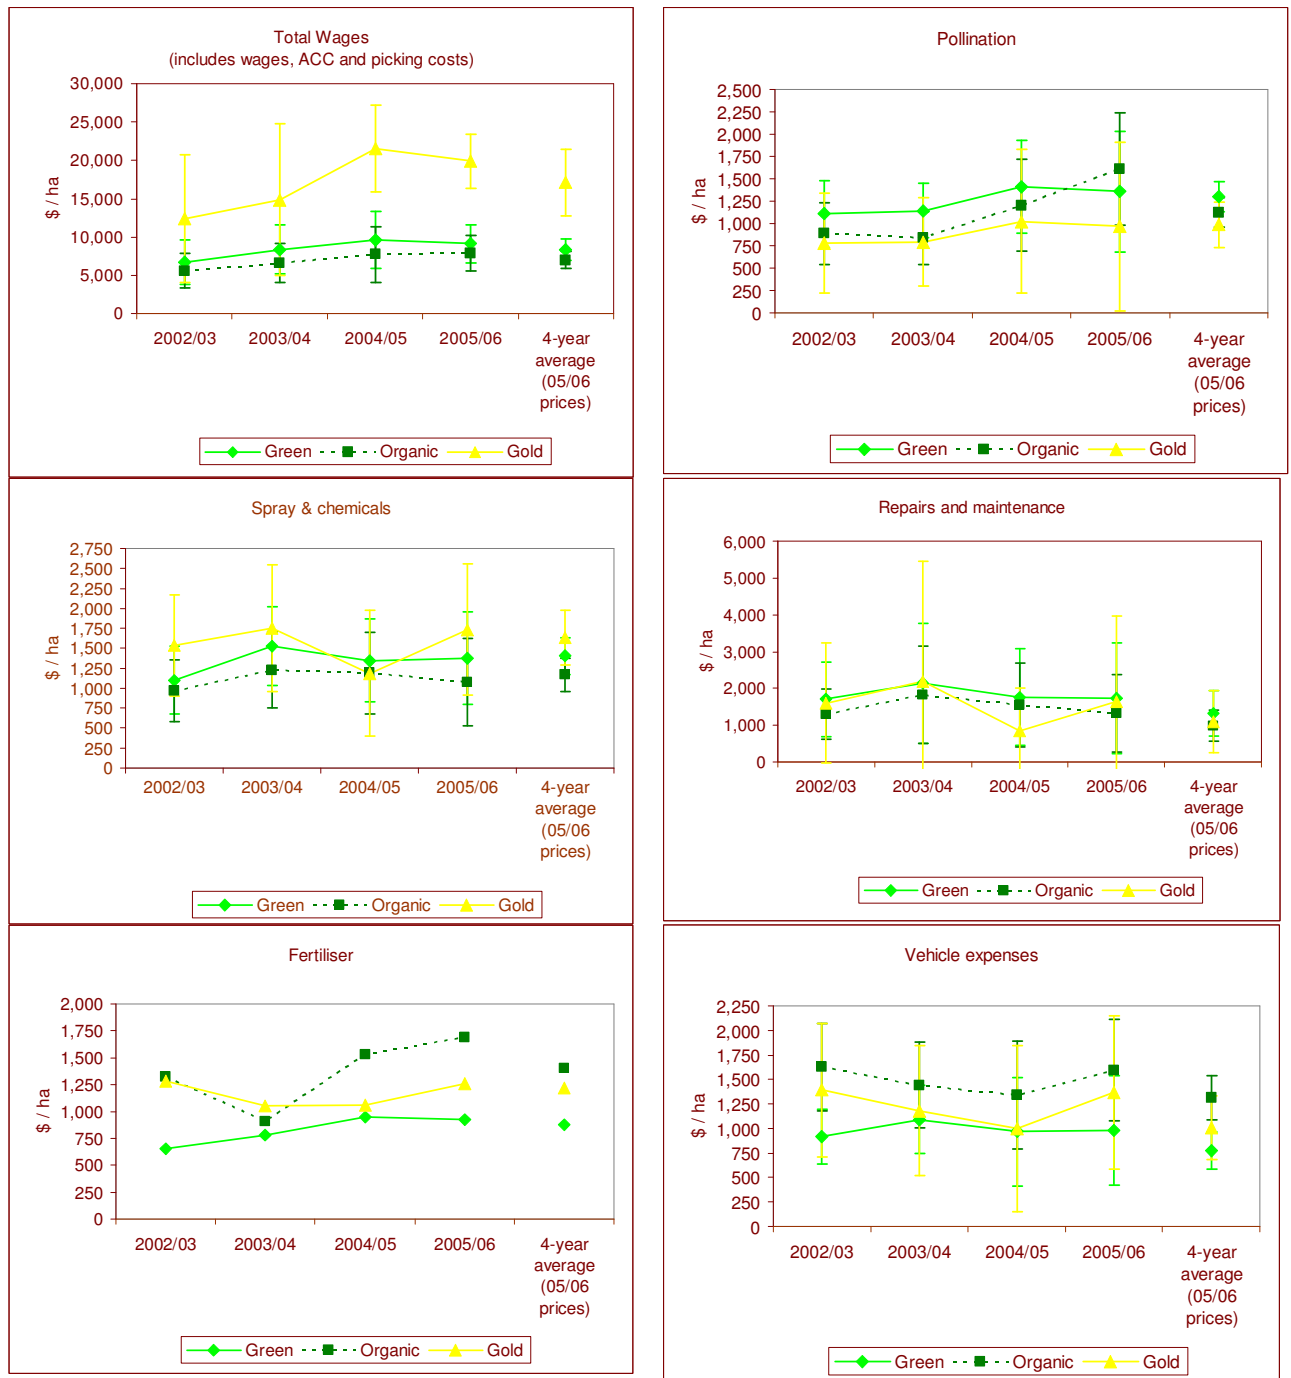 Total Wages
(includes wages, ACC and picking costs)
30,000
25,000
20,000
15,000
10,000
5,000
0
$ / ha
2002/03 2003/04 2004/05 2005/06 4-year
average
(05/06
prices)
Green Organic Gold
Pollination
2,500
2,250
2,000
1,750
1,500
1,250
1,000
750
500
250
0
$ / ha
2002/03 2003/04 2004/05 2005/06 4-year
average
(05/06
prices)
Green Organic Gold
Spray & chemicals
2,750
2,500
2,250
2,000
1,750
1,500
1,250
1,000
750
500
250
0
$ / ha
2002/03 2003/04 2004/05 2005/06 4-year
average
(05/06
prices)
Green Organic Gold
Repairs and maintenance
6,000
5,000
4,000
3,000
2,000
1,000
0
$ / ha
2002/03 2003/04 2004/05 2005/06 4-year
average
(05/06
prices)
Green Organic Gold
Fertiliser
2,000
1,750
1,500
1,250
1,000
750
500
250
0
$ / ha
2002/03 2003/04 2004/05 2005/06 4-year
average
(05/06
prices)
Green Organic Gold
Vehicle expenses
2,250
2,000
1,750
1,500
1,250
1,000
750
500
250
0
$ / ha
2002/03 2003/04 2004/05 2005/06 4-year
average
(05/06
prices)
Green Organic Gold